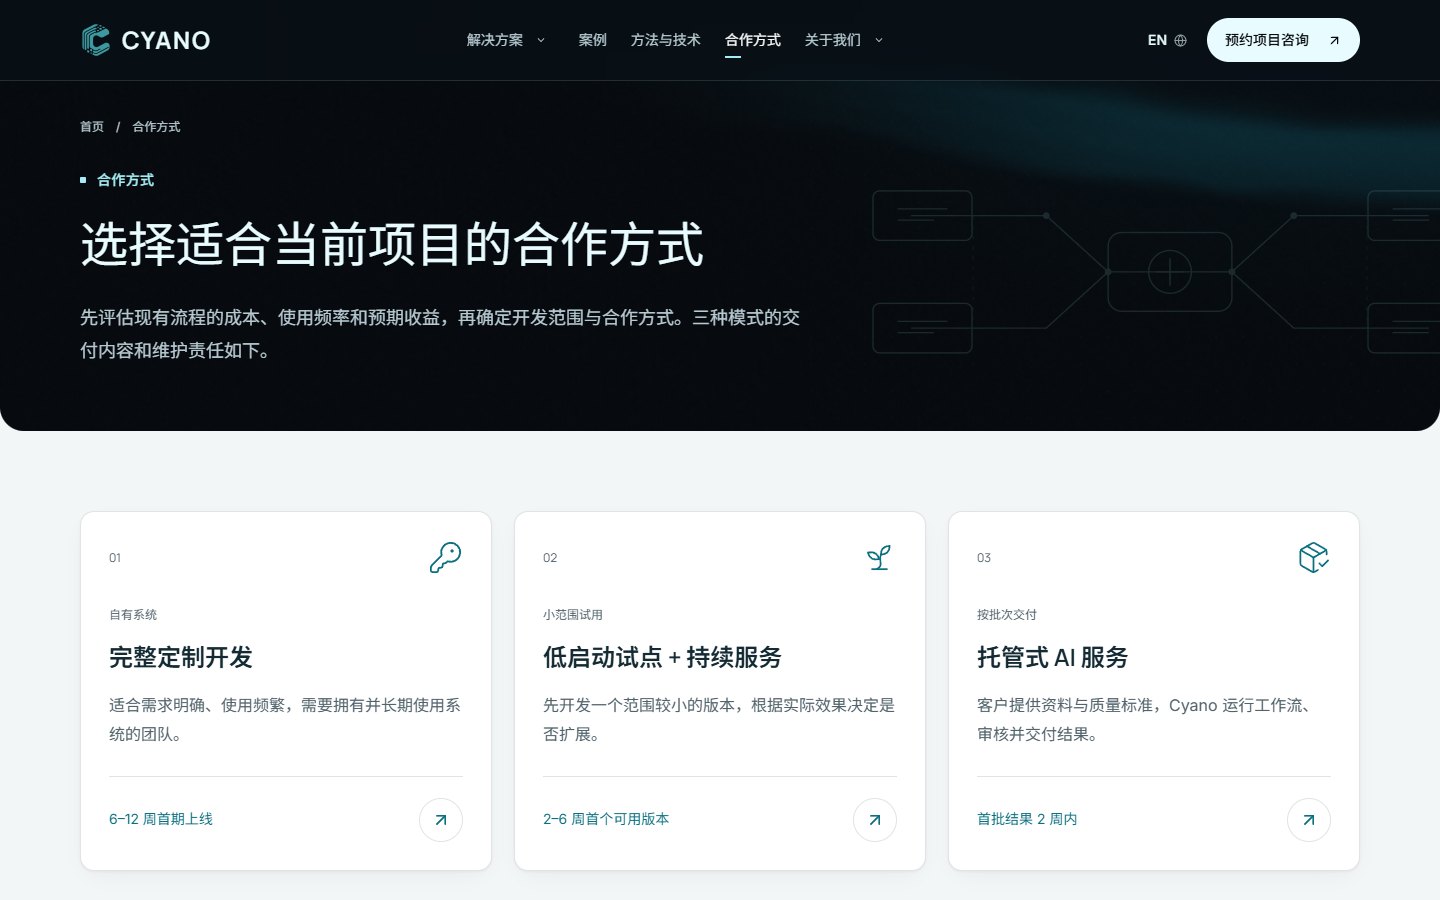 CYANO
解决方案
案例
方法与技术
合作方式
关于我们
EN
预约项目咨询
首页 / 合作方式
合作方式
选择适合当前项目的合作方式
先评估现有流程的成本、使用频率和预期收益，再确定开发范围与合作方式。三种模式的交
付内容和维护责任如下。
01
自有系统
完整定制开发
适合需求明确、使用频繁，需要拥有并长期使用系
统的团队。
6–12 周首期上线
02
小范围试用
低启动试点 + 持续服务
先开发一个范围较小的版本，根据实际效果决定是
否扩展。
2–6 周首个可用版本
03
按批次交付
托管式 AI 服务
客户提供资料与质量标准，Cyano 运行工作流、
审核并交付结果。
首批结果 2 周内